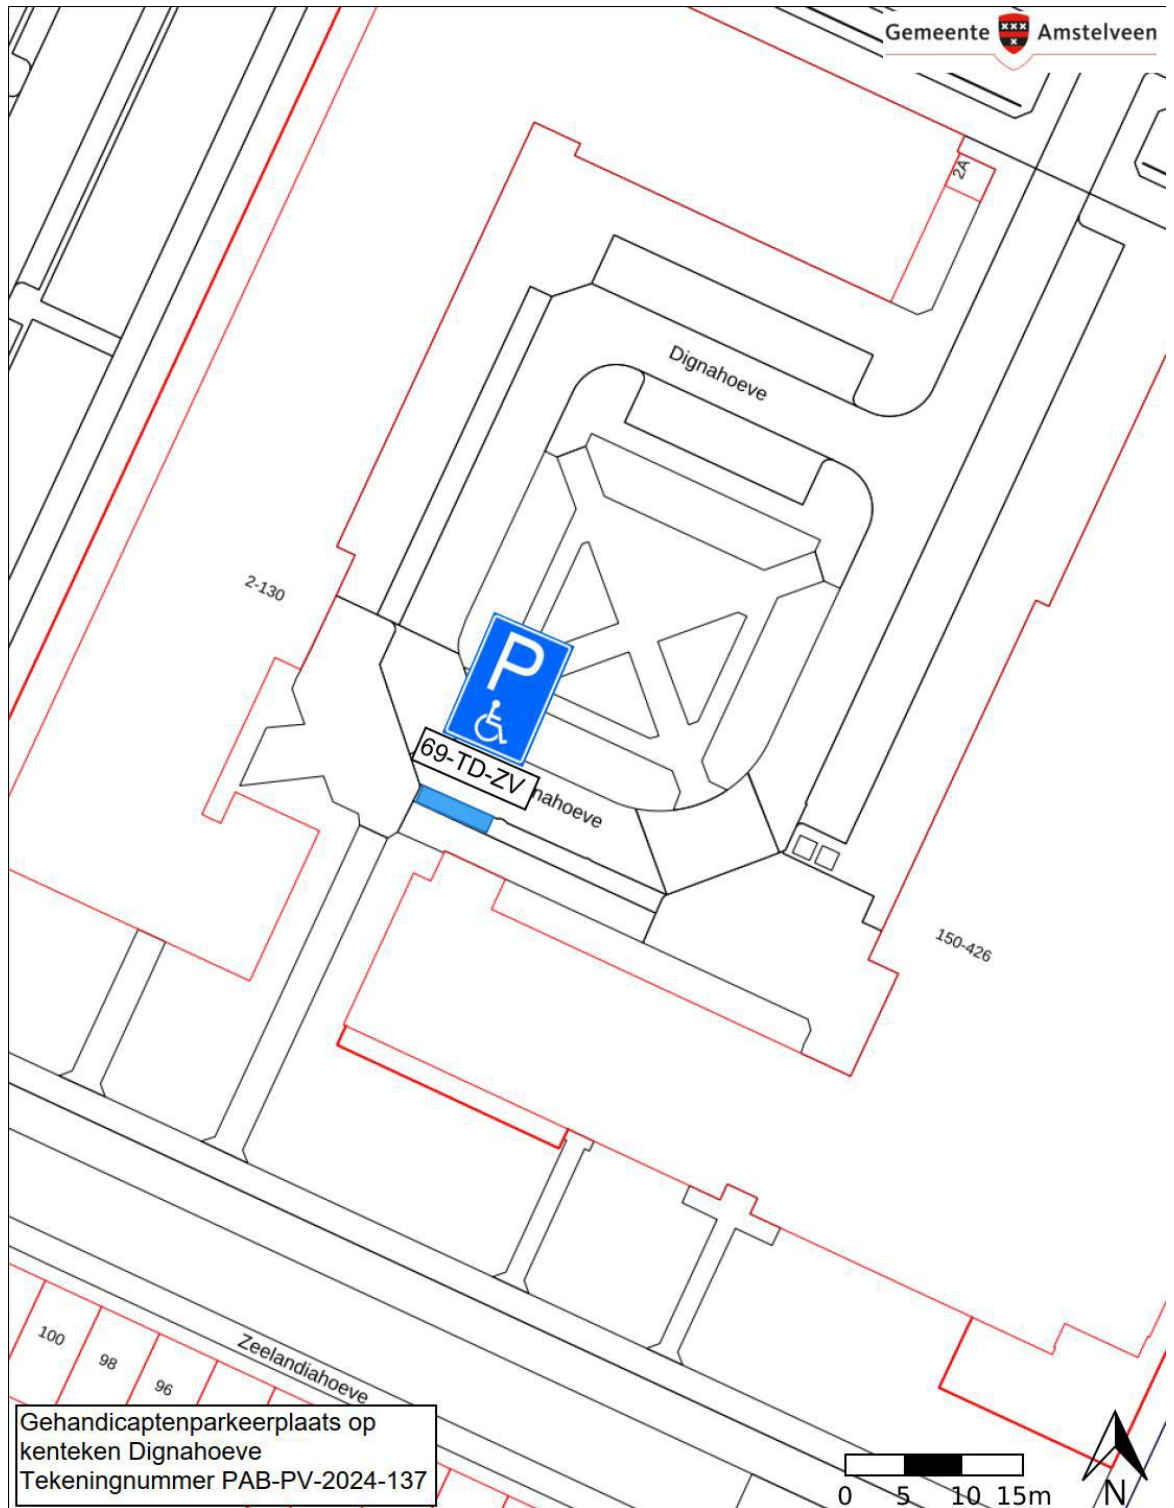 Gemeente Amstelveen
2A
Dignahoeve
2-130
P
69-TD-ZV
nahoeve
150-426
Zeelandiahoeve
100
98
96
Gehandicaptenparkeerplaats op
kenteken Dignahoeve
Tekeningnummer PAB-PV-2024-137
0 5 10 15m
N